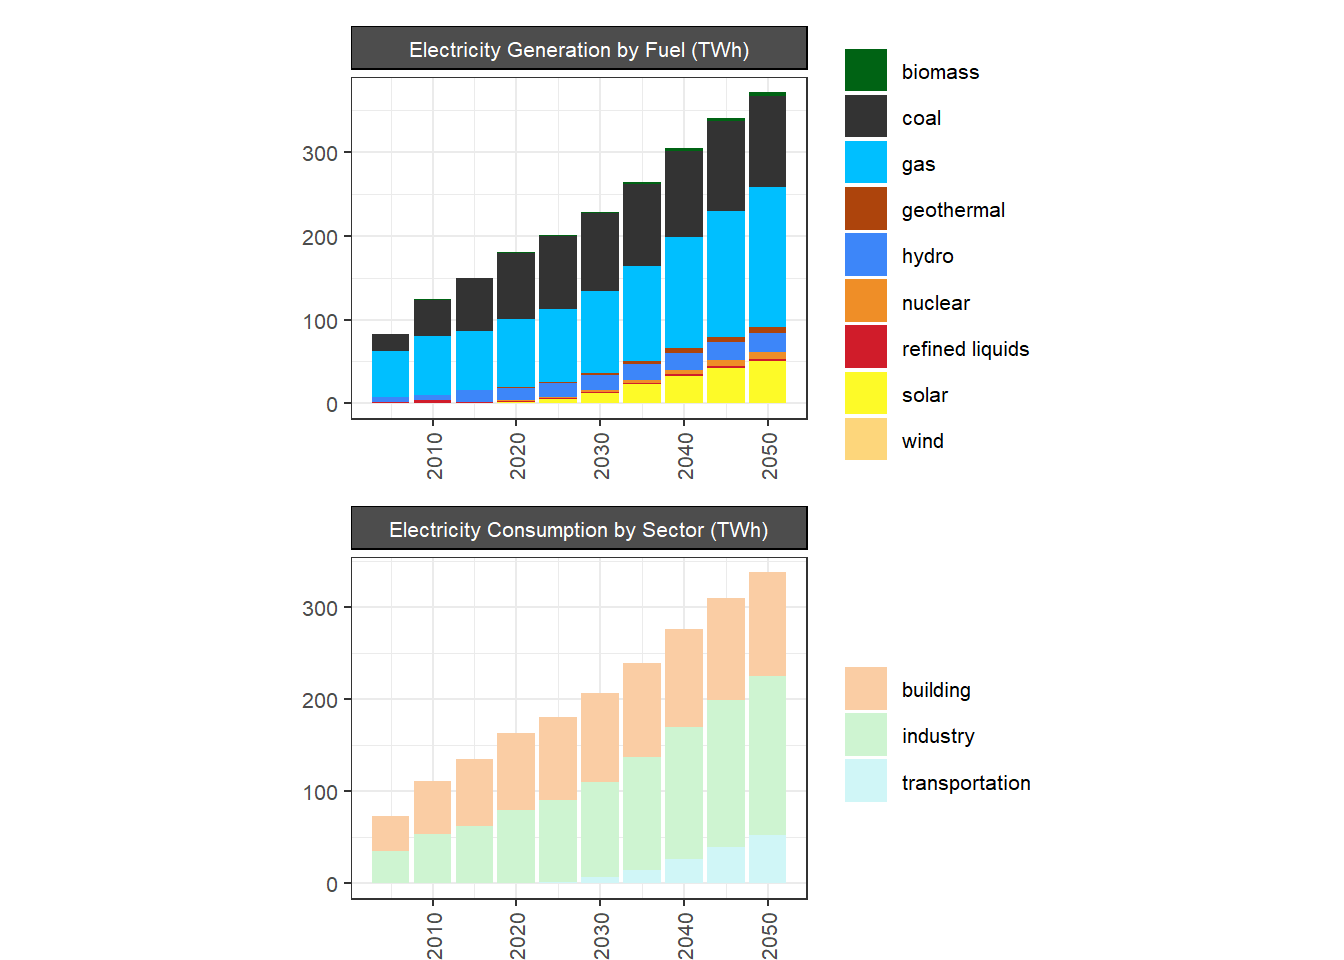 Electricity Generation by Fuel (TWh)
300
200
100
0
2010 2020 2030 2040 2050
biomass
coal
gas
geothermal
hydro
nuclear
refined liquids
solar
wind
Electricity Consumption by Sector (TWh)
300
200
100
0
2010 2020 2030 2040 2050
building
industry
transportation